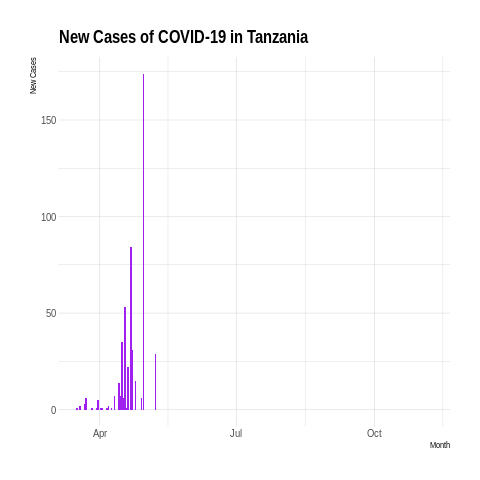 New Cases of COVID-19 in Tanzania
New Cases
150
100
50
0
Apr
Jul
Oct
Month